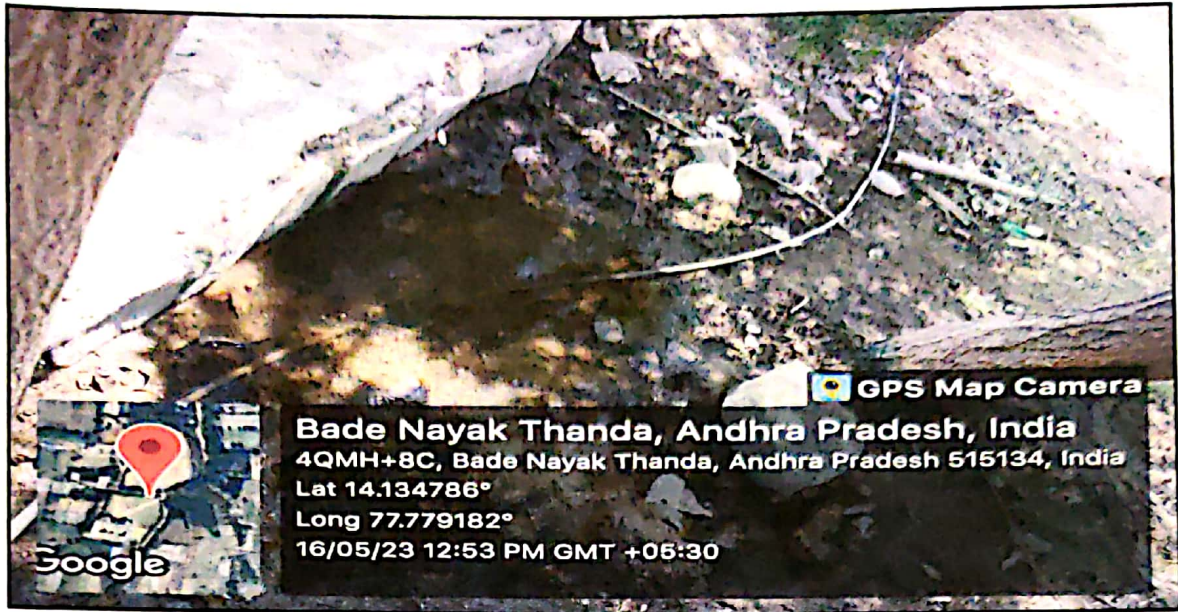 GPS Map Camera
Bade Nayak Thanda, Andhra Pradesh, India
4QMH+8C, Bade Nayak Thanda, Andhra Pradesh 515134, India
Lat 14.134786°
Long 77.779182°
16/05/23 12:53 PM GMT +05:30
Google